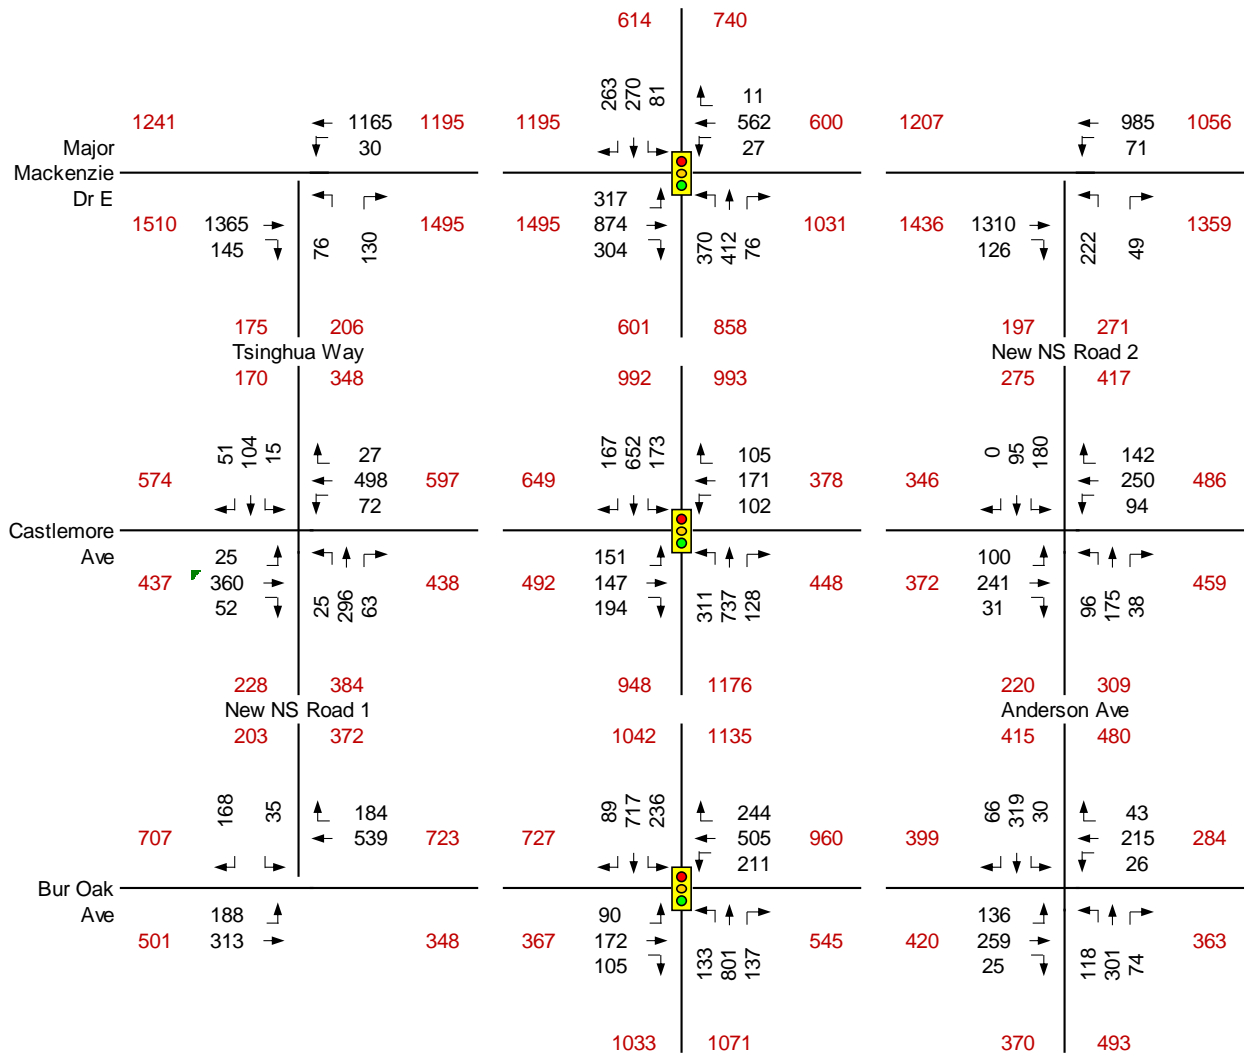 614 740
263 270 81 11
1241 1165 1195 1195 562 600 1207 985 1056
Major 30 27 71
Mackenzie
Dr E 317
1510 1365 1495 1495 874 1031 1436 1310 1359
145 76 130 304 370 412 76 126 222 49
175 206 601 858 197 271
Tsinghua Way New NS Road 2
170 348 992 993 275 417
51 104 15 27 167 652 173 105 0 95 180 142
574 498 597 649 171 378 346 250 486
72 102 94
Castlemore
Ave 25 151 100
437 360 438 492 147 448 372 241 459
52 25 296 63 194 311 737 128 31 96 175 38
228 384 948 1176 220 309
New NS Road 1 Anderson Ave
203 372 1042 1135 415 480
168 35 184 89 717 236 244 66 319 30 43
707 539 723 727 505 960 399 215 284
211 26
Bur Oak
Ave 188 90 136
501 313 348 367 172 545 420 259 363
105 133 801 137 25 118 301 74
1033 1071 370 493